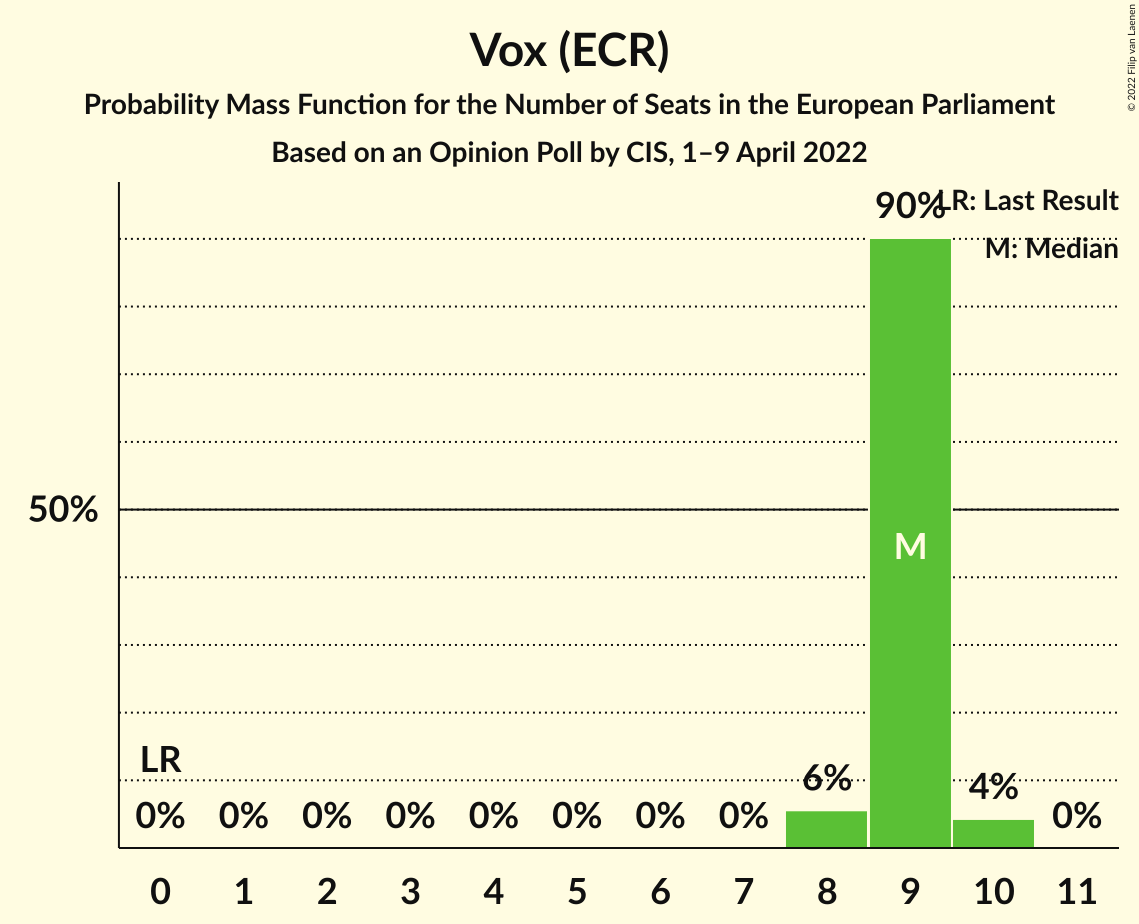 Vox (ECR)
Probability Mass Function for the Number of Seats in the European Parliament
Based on an Opinion Poll by CIS, 1–9 April 2022
© 2022 Filip van Laenen
LR: Last Result
M: Median
90%
50%
M
LR
6%
4%
0% 0% 0% 0% 0% 0% 0% 0% 0%
0 1 2 3 4 5 6 7 8 9 10 11